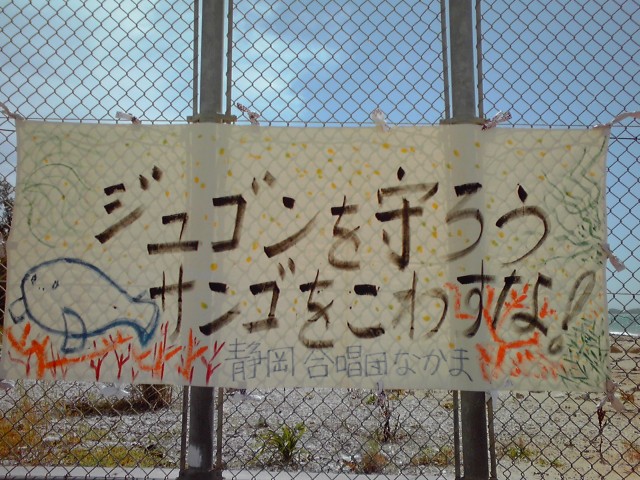 ジュゴンを守ろう
サンゴをこわすな!
静岡 合唱団なかま